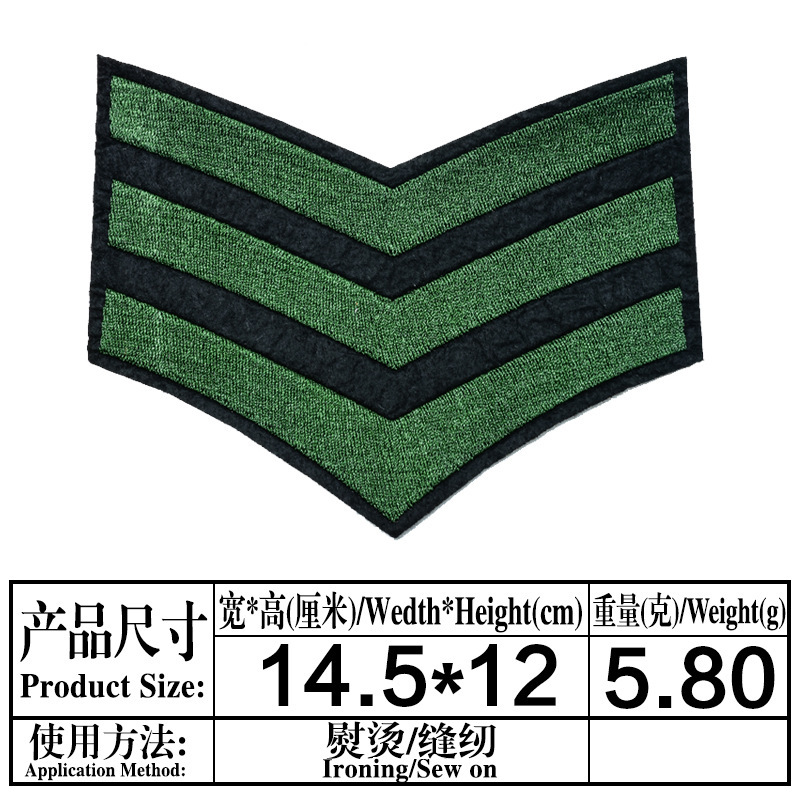 产品尺寸
Product Size:
宽*高(厘米)/Wedth*Height(cm)
14.5*12
重量(克)/Weight(g)
5.80
使用方法:
Application Method:
熨烫/缝纫
Ironing/Sew on